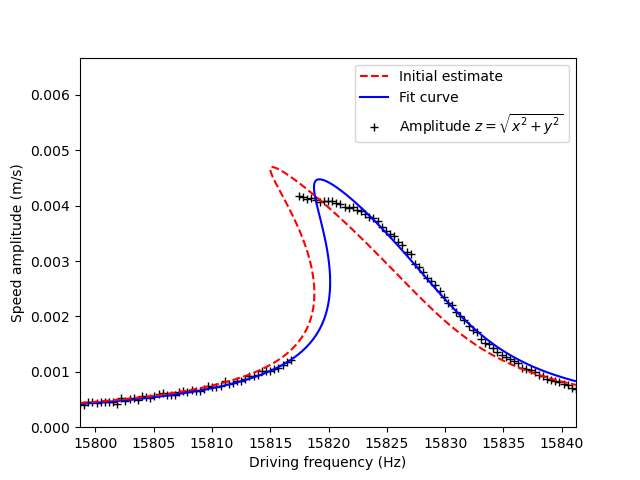 Initial estimate
Fit curve
Amplitude z = √x² + y²
0.006
0.005
0.004
0.003
0.002
0.001
0.000
Speed amplitude (m/s)
15800 15805 15810 15815 15820 15825 15830 15835 15840
Driving frequency (Hz)